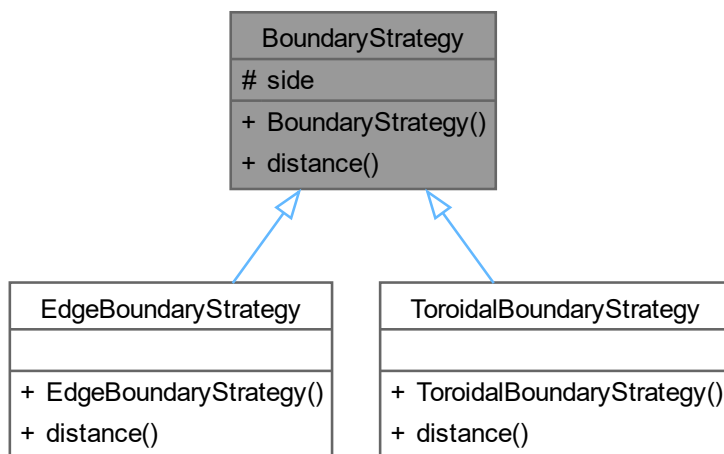 BoundaryStrategy
# side
+ BoundaryStrategy()
+ distance()
EdgeBoundaryStrategy
+ EdgeBoundaryStrategy()
+ distance()
ToroidalBoundaryStrategy
+ ToroidalBoundaryStrategy()
+ distance()